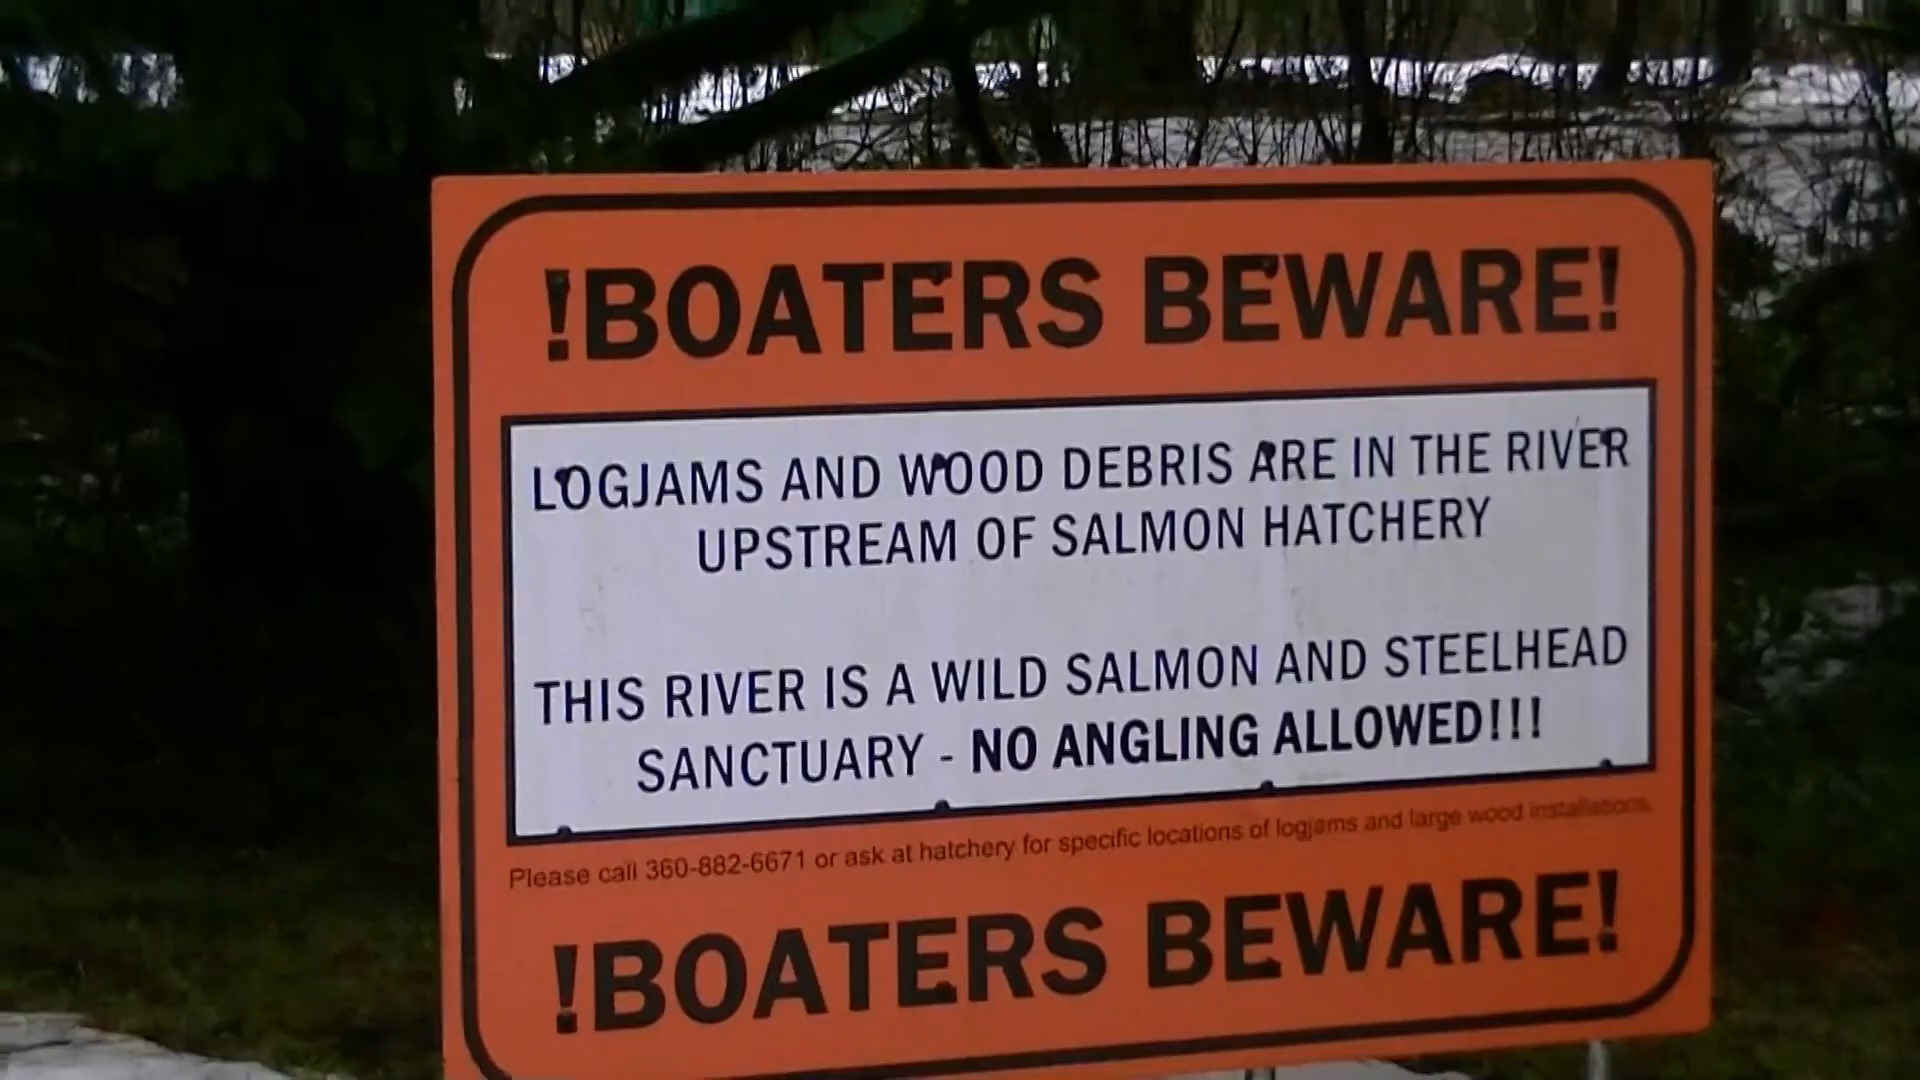 !BOATERS BEWARE!
LOGJAMS AND WOOD DEBRIS ARE IN THE RIVER
UPSTREAM OF SALMON HATCHERY
THIS RIVER IS A WILD SALMON AND STEELHEAD
SANCTUARY - NO ANGLING ALLOWED!!!
Please call 360-882-6671 or ask at hatchery for specific locations of logjams and large wood installations.
!BOATERS BEWARE!